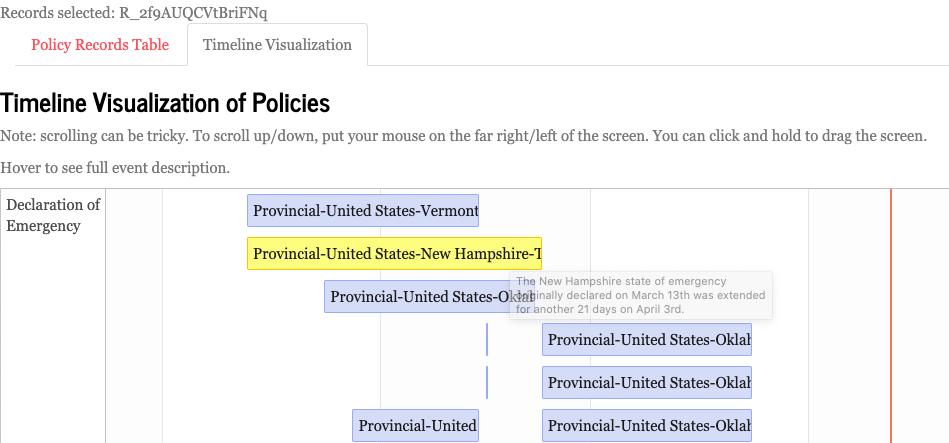 Records selected: R_2f9AUQCVtBriFNq
Policy Records Table
Timeline Visualization
Timeline Visualization of Policies
Note: scrolling can be tricky. To scroll up/down, put your mouse on the far right/left of the screen. You can click and hold to drag the screen.
Hover to see full event description.
Declaration of
Emergency
Provincial-United States-Vermont
Provincial-United States-New Hampshire-T
Provincial-United States-Oklah
The New Hampshire state of emergency
originally declared on March 13th was extended
for another 21 days on April 3rd.
Provincial-United States-Oklah
Provincial-United States-Oklah
Provincial-United
Provincial-United States-Oklah